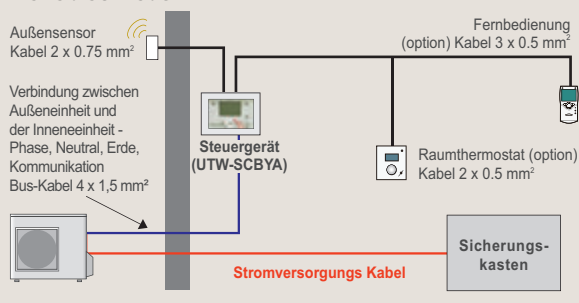 Außensensor
Kabel 2 x 0.75 mm²
Fernbedienung
(option) Kabel 3 x 0.5 mm²
Verbindung zwischen
Außeneinheit und
der Inneneeinheit -
Phase, Neutral, Erde,
Kommunikation
Bus-Kabel 4 x 1,5 mm²
Steuergerät
(UTW-SCBYA)
Raumthermostat (option)
Kabel 2 x 0.5 mm²
Sicherungs-
kasten
Stromversorgungs Kabel